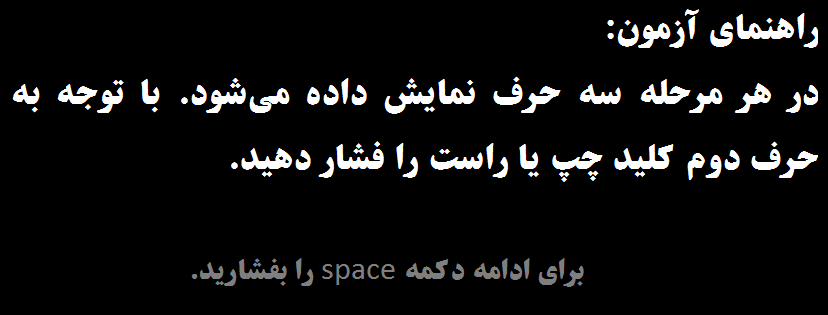 راهنمای آزمون:
در هر مرحله سه حرف نمایش داده می‌شود. با توجه به
حرف دوم کلید چپ یا راست را فشار دهید.
برای ادامه دکمه space را بفشارید.